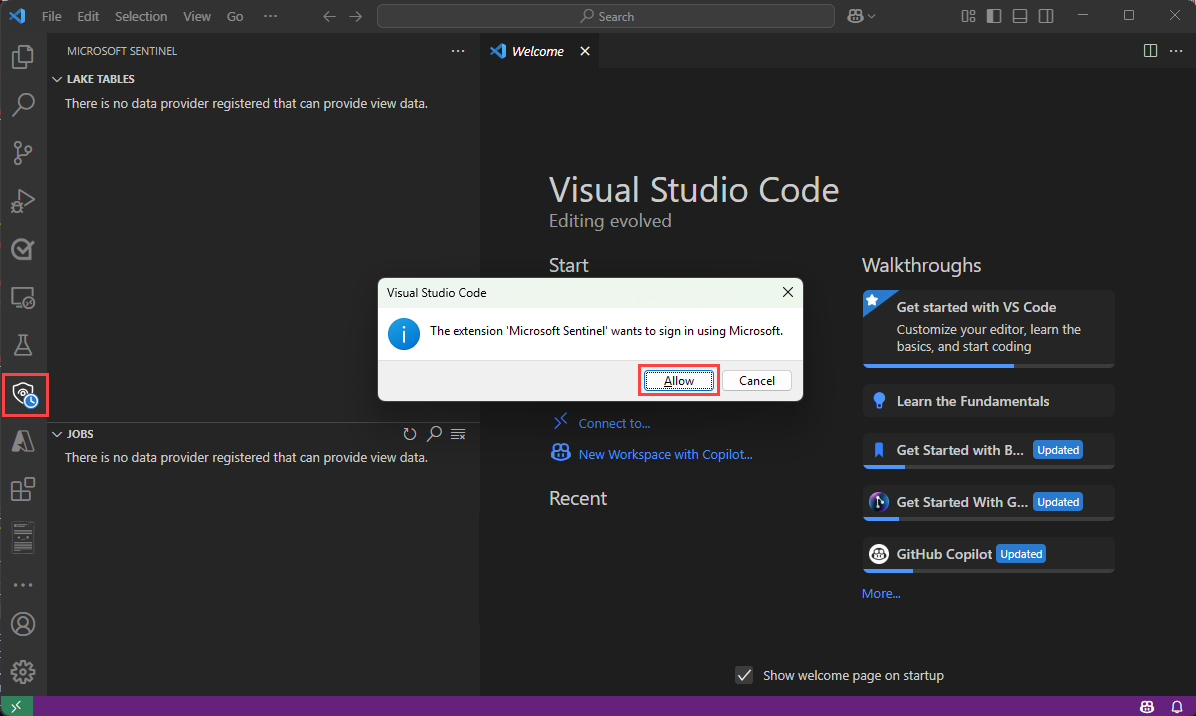 File Edit Selection View Go ···
Search
MICROSOFT SENTINEL
LAKE TABLES
There is no data provider registered that can provide view data.
JOBS
There is no data provider registered that can provide view data.
Welcome
Visual Studio Code
Editing evolved
Start
Connect to...
New Workspace with Copilot...
Recent
Walkthroughs
Get started with VS Code
Customize your editor, learn the
basics, and start coding
Learn the Fundamentals
Get Started with B... Updated
Get Started With G... Updated
GitHub Copilot Updated
More...
Show welcome page on startup
Visual Studio Code
The extension 'Microsoft Sentinel' wants to sign in using Microsoft.
Allow Cancel